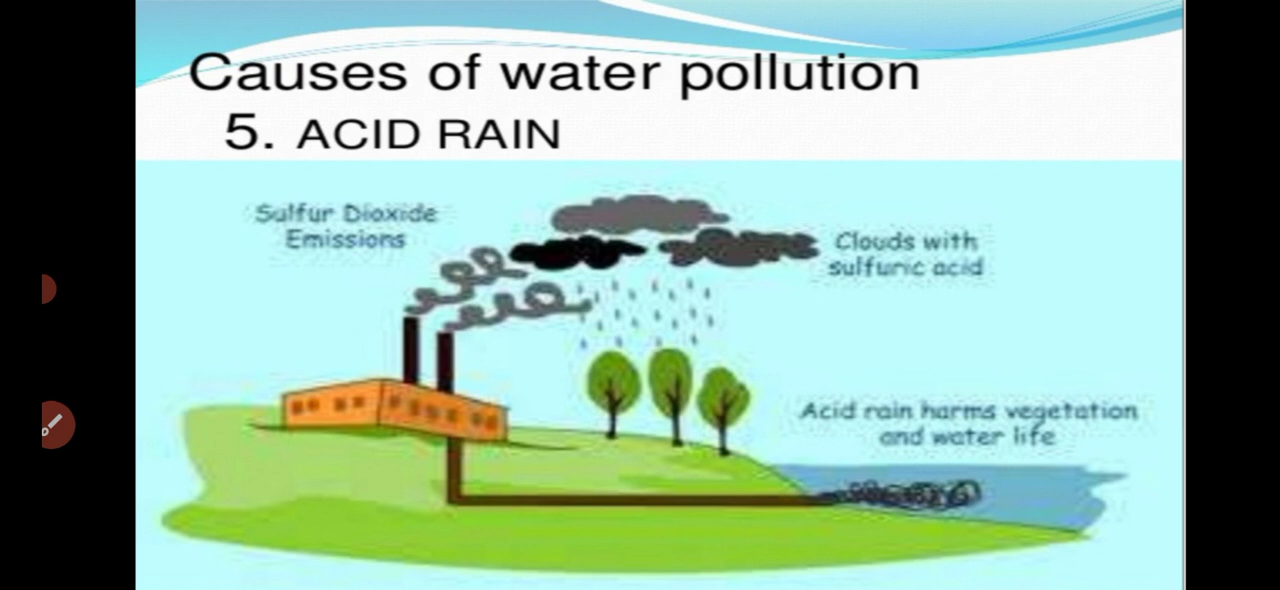 Causes of water pollution
5. ACID RAIN
Sulfur Dioxide
Emissions
Clouds with
sulfuric acid
Acid rain harms vegetation
and water life